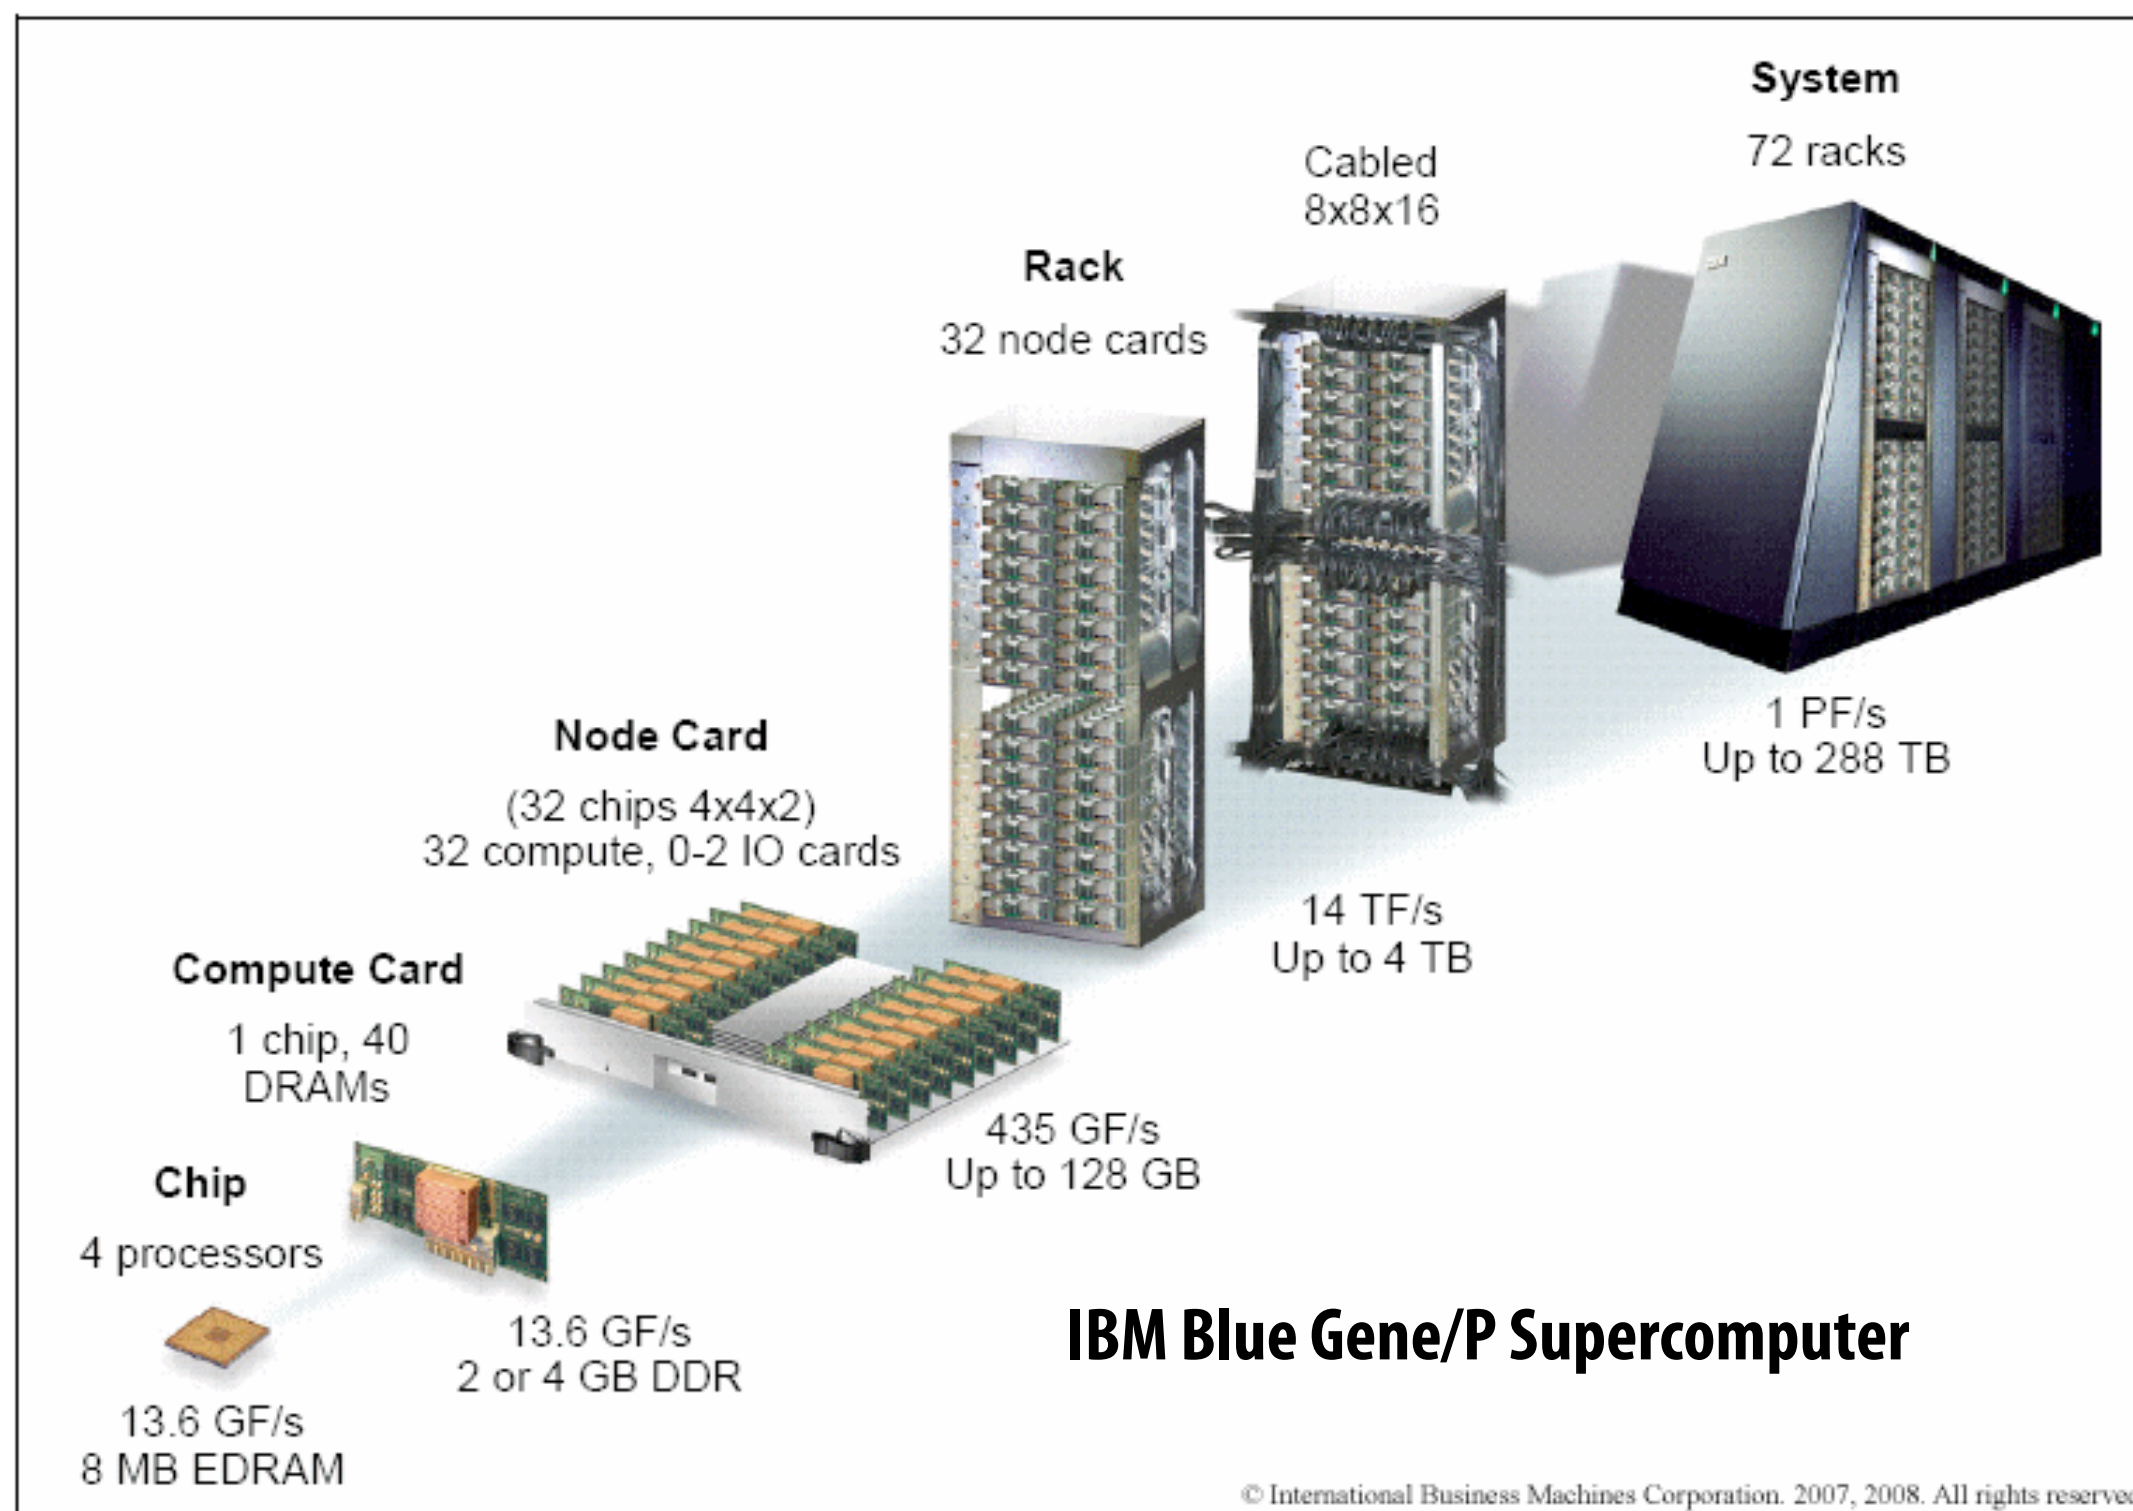 System
72 racks
Cabled
8x8x16
Rack
32 node cards
1 PF/s
Up to 288 TB
Node Card
(32 chips 4x4x2)
32 compute, 0-2 IO cards
14 TF/s
Up to 4 TB
Compute Card
1 chip, 40
DRAMs
435 GF/s
Up to 128 GB
Chip
4 processors
13.6 GF/s
2 or 4 GB DDR
13.6 GF/s
8 MB EDRAM
IBM Blue Gene/P Supercomputer
© International Business Machines Corporation. 2007, 2008. All rights reserved